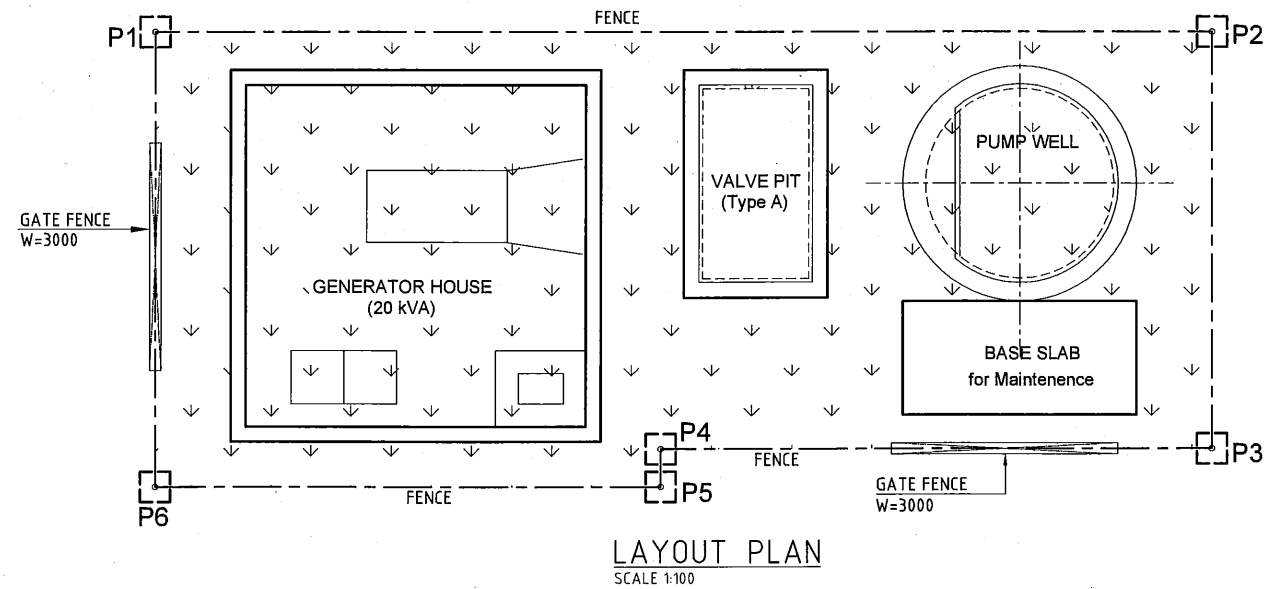 FENCE
P1
P2
PUMP WELL
VALVE PIT
(Type A)
GATE FENCE
W=3000
GENERATOR HOUSE
(20 kVA)
BASE SLAB
for Maintenence
P4
P3
FENCE
P5
FENCE
P6
GATE FENCE
W=3000
LAYOUT PLAN
SCALE 1:100